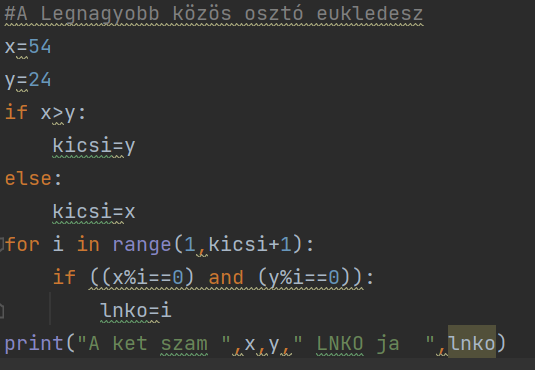 #A Legnagyobb közös osztó eukledesz
x=54
y=24
if x>y:
    kicsi=y
else:
    kicsi=x
for i in range(1,kicsi+1):
    if ((x%i==0) and (y%i==0)):
        lnko=i
print("A ket szam ",x,y," LNKO ja  ",lnko)